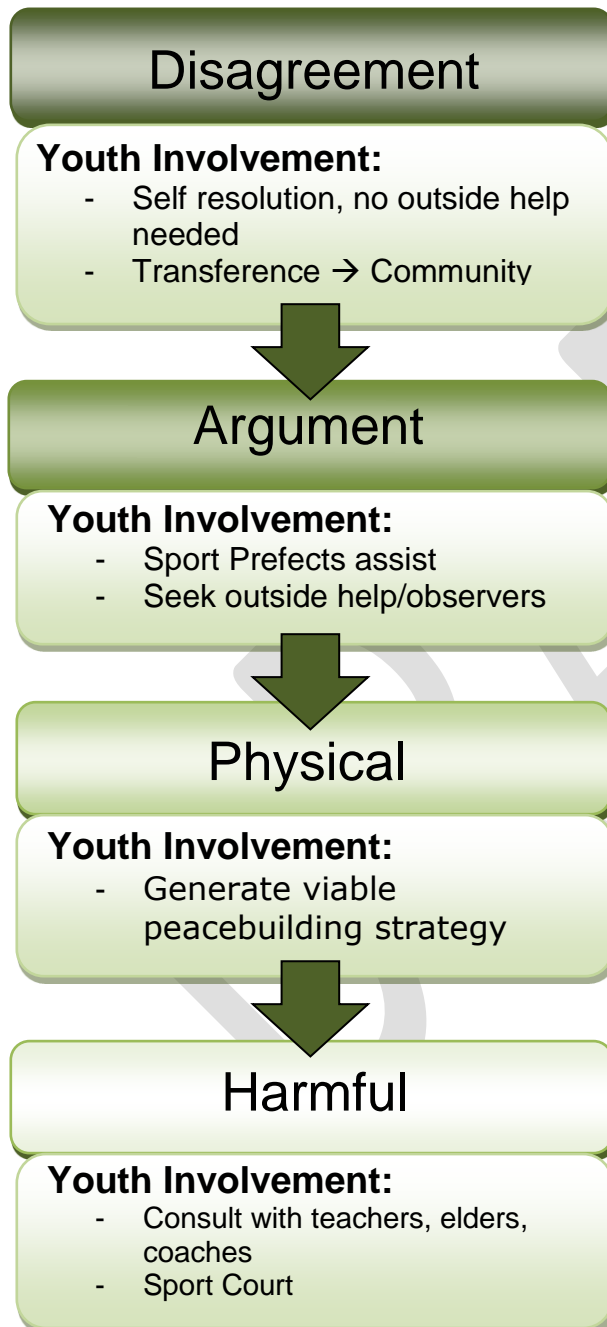 Disagreement
Youth Involvement:
- Self resolution, no outside help
needed
- Transference → Community
Argument
Youth Involvement:
- Sport Prefects assist
- Seek outside help/observers
Physical
Youth Involvement:
- Generate viable
peacebuilding strategy
Harmful
Youth Involvement:
- Consult with teachers, elders,
coaches
- Sport Court